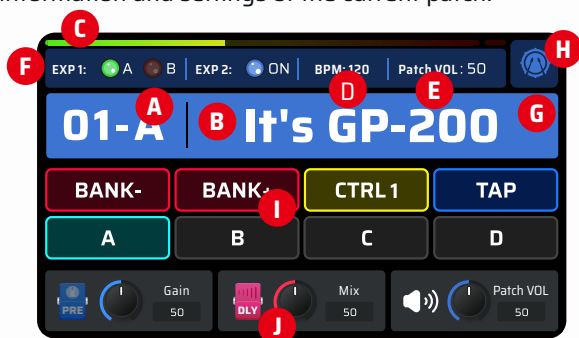 information and settings of the current patch.
C
F EXP 1: A B EXP 2: ON BPM: 120 Patch VOL: 50 H
A D E
01-A B It's GP-200 G
BANK- BANK+ CTRL 1 TAP
I
A B C D
Gain Mix Patch VOL
PRE 50 DLY 50 50
J